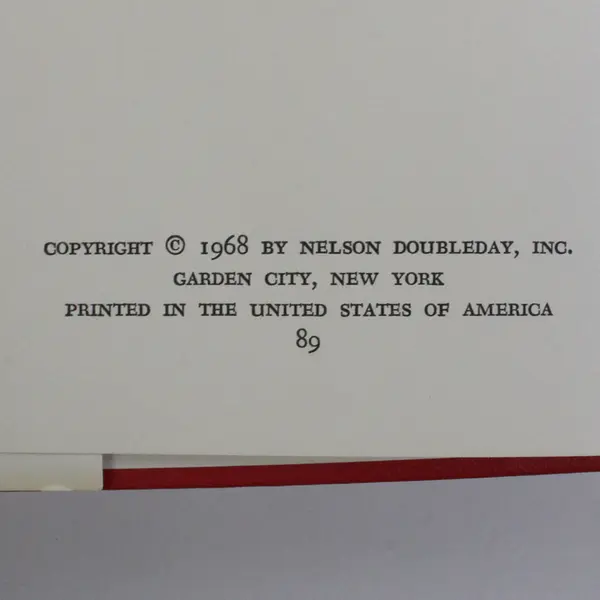 COPYRIGHT © 1968 BY NELSON DOUBLEDAY, INC.
GARDEN CITY, NEW YORK
PRINTED IN THE UNITED STATES OF AMERICA
89